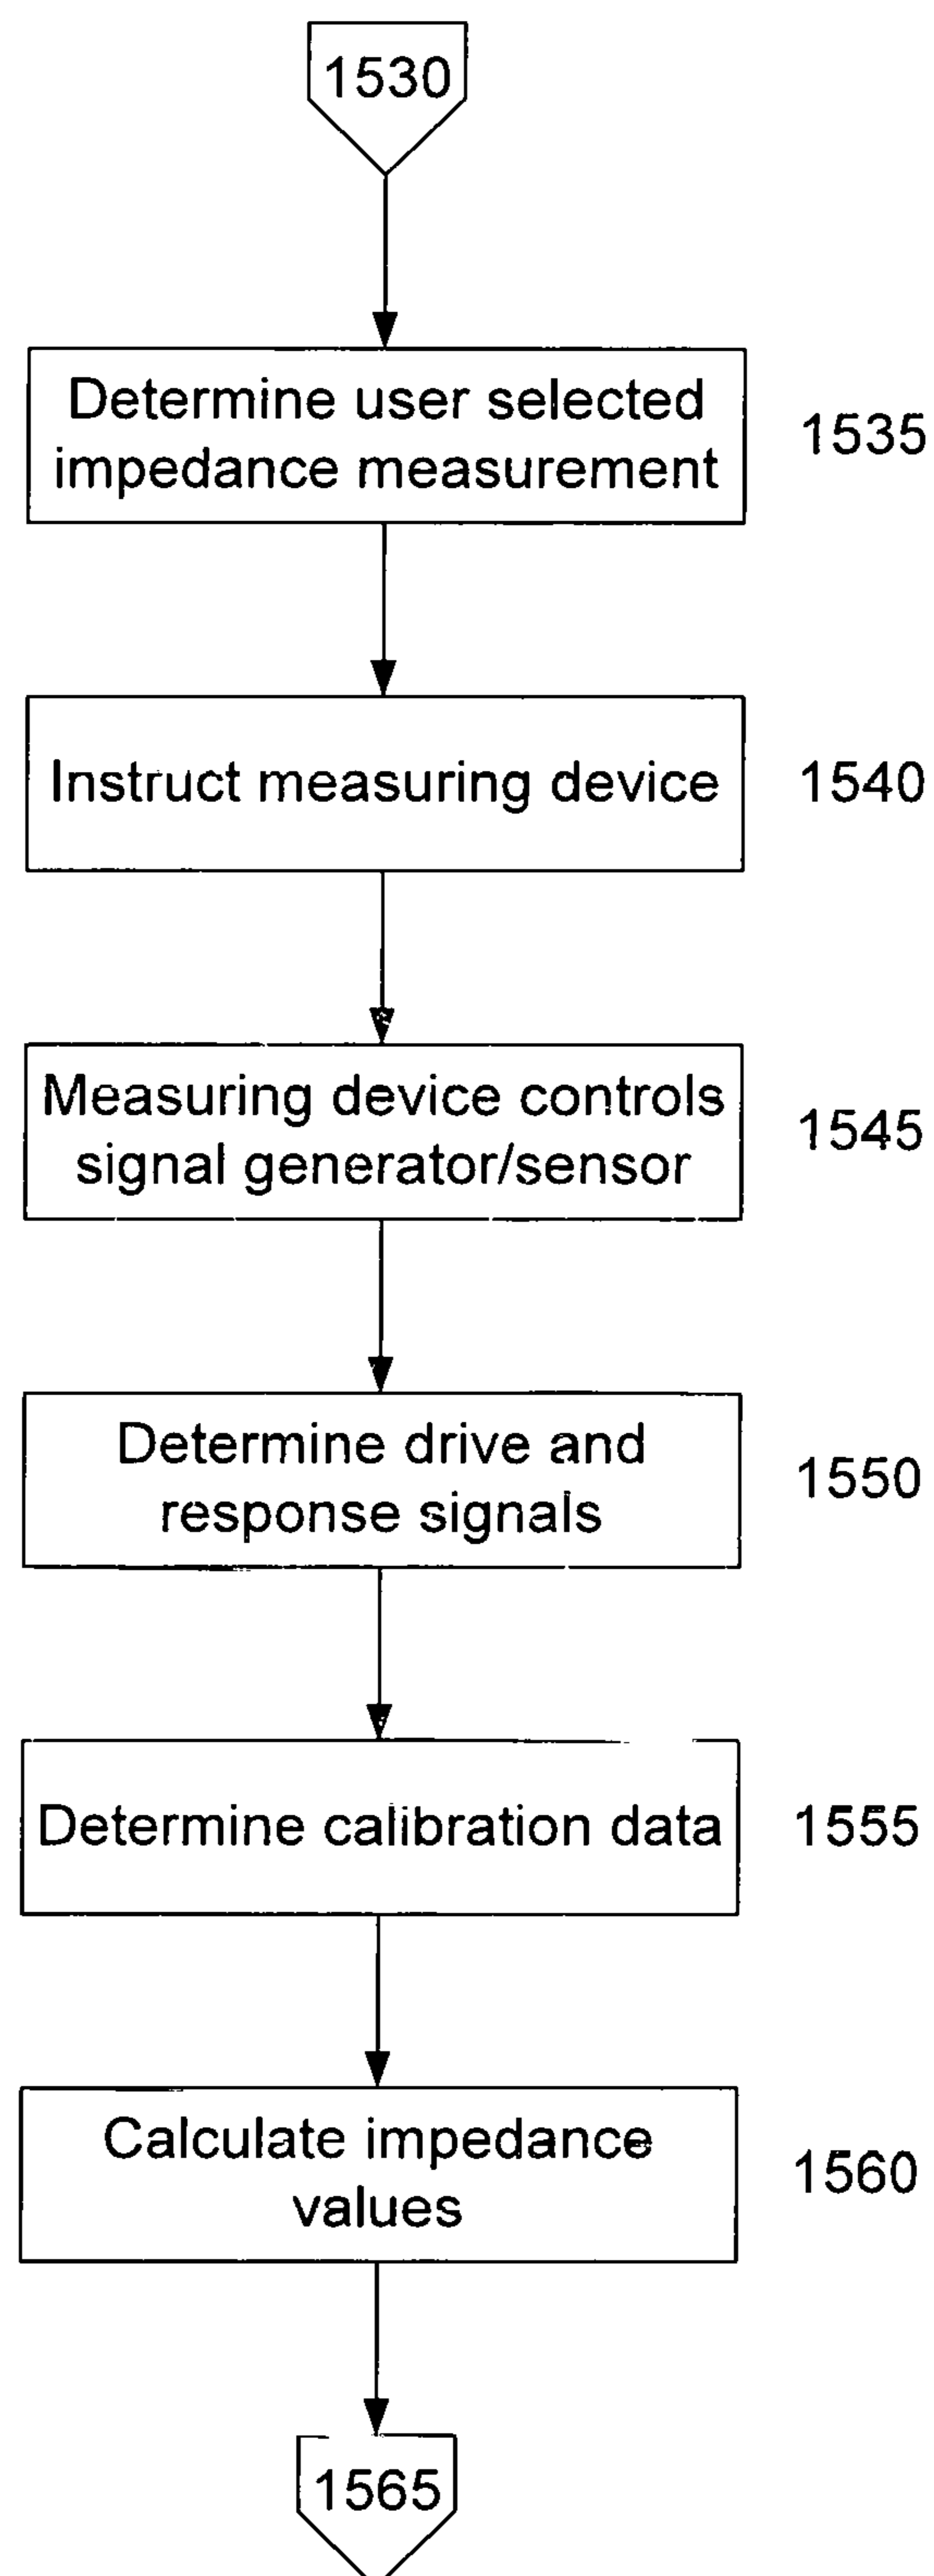 1530
Determine user selected
impedance measurement
1535
Instruct measuring device
1540
Measuring device controls
signal generator/sensor
1545
Determine drive and
response signals
1550
Determine calibration data
1555
Calculate impedance
values
1560
1565